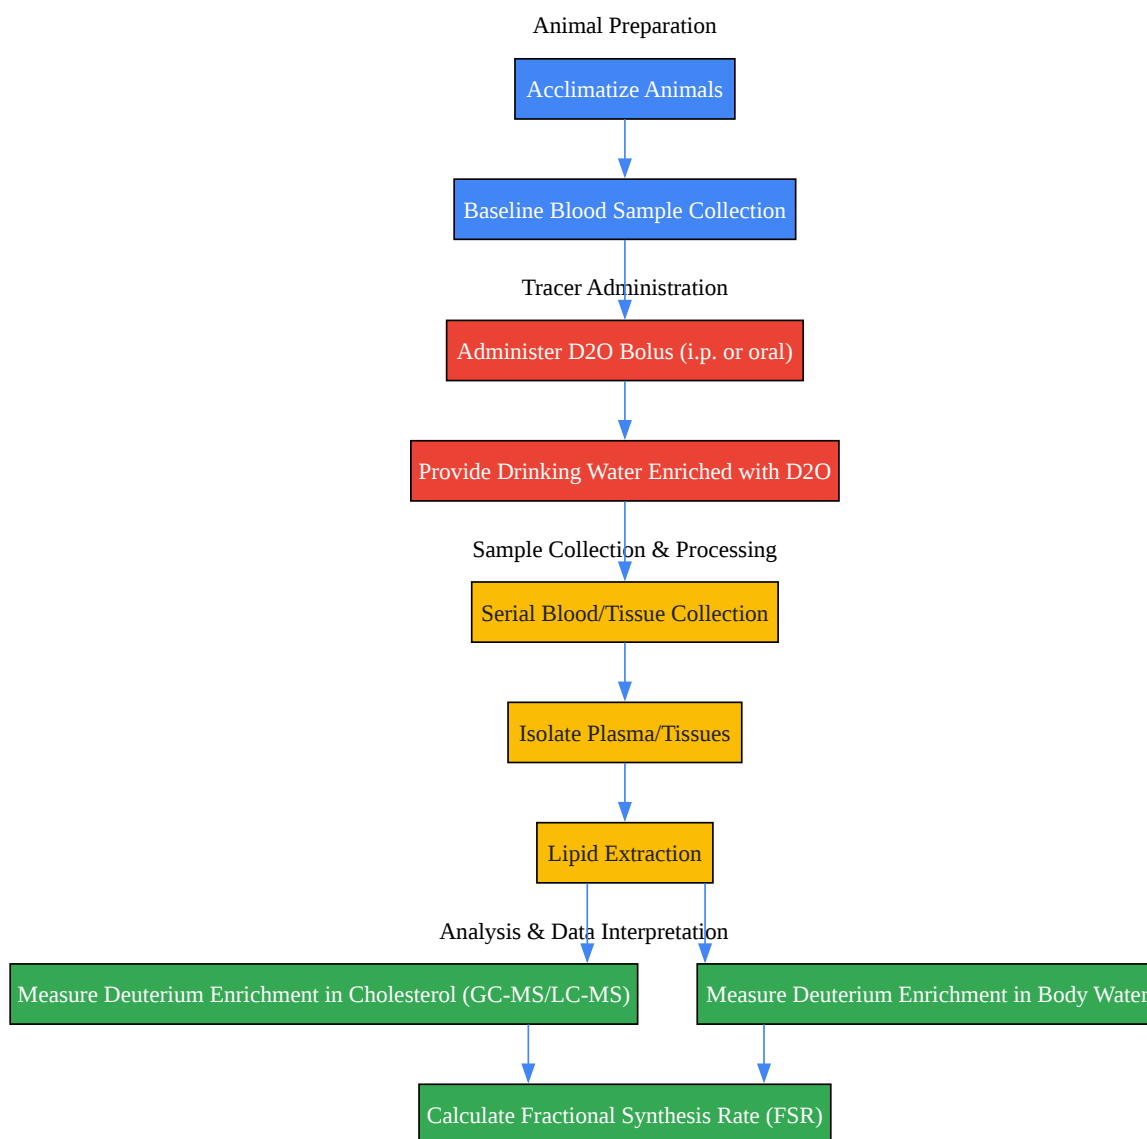 Animal Preparation
Acclimatize Animals
Baseline Blood Sample Collection
Tracer Administration
Administer D2O Bolus (i.p. or oral)
Provide Drinking Water Enriched with D2O
Sample Collection & Processing
Serial Blood/Tissue Collection
Isolate Plasma/Tissues
Lipid Extraction
Analysis & Data Interpretation
Measure Deuterium Enrichment in Cholesterol (GC-MS/LC-MS)
Measure Deuterium Enrichment in Body Water
Calculate Fractional Synthesis Rate (FSR)